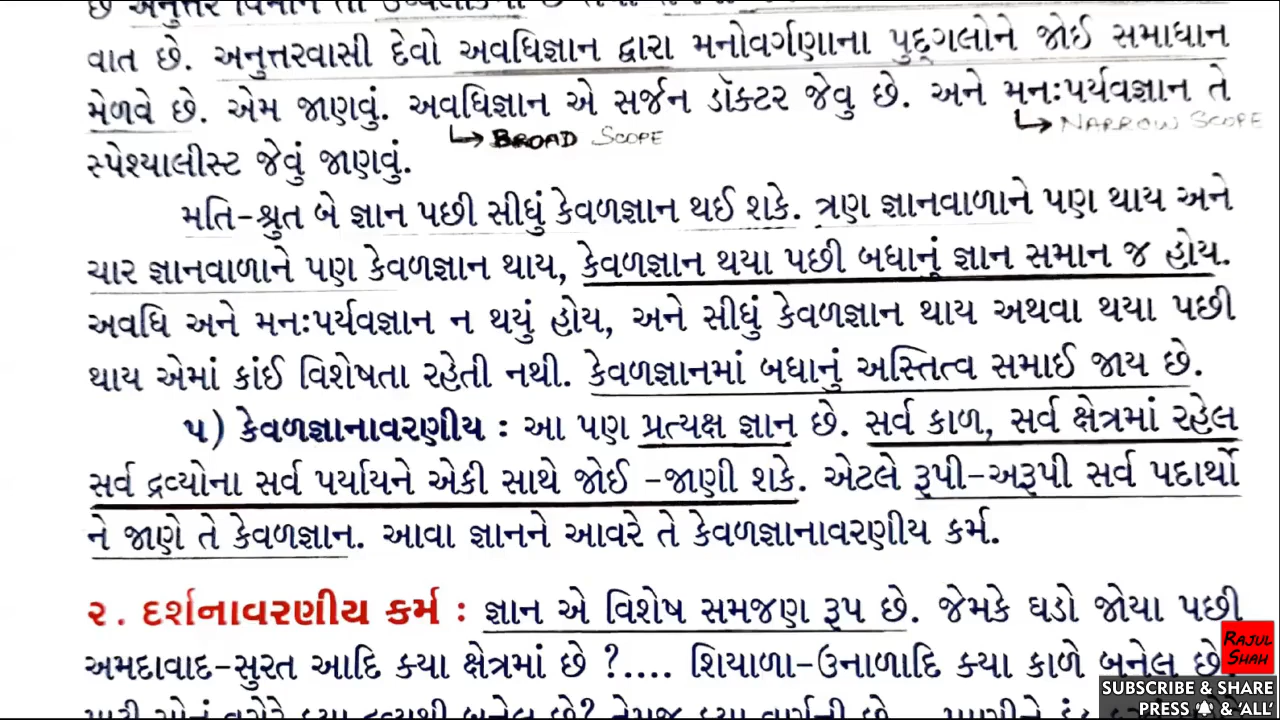 છે અનુત્તર વિમાન તો
વાત છે. અનુત્તરવાસી દેવો અવધિજ્ઞાન દ્વારા મનોવર્ગણાના પુદ્ગલોને જોઈ સમાધાન
મેળવે છે. એમ જાણવું. અવધિજ્ઞાન એ સર્જન ડૉક્ટર જેવુ છે. અને મનઃપર્યવજ્ઞાન તે
↳ BROAD SCOPE ↳ NARROW SCOPE
સ્પેશ્યાલીસ્ટ જેવું જાણવું.
મતિ-શ્રુત બે જ્ઞાન પછી સીધું કેવળજ્ઞાન થઈ શકે. ત્રણ જ્ઞાનવાળાને પણ થાય અને
ચાર જ્ઞાનવાળાને પણ કેવળજ્ઞાન થાય, કેવળજ્ઞાન થયા પછી બધાનું જ્ઞાન સમાન જ હોય.
અવધિ અને મનઃપર્યવજ્ઞાન ન થયું હોય, અને સીધું કેવળજ્ઞાન થાય અથવા થયા પછી
થાય એમાં કાંઈ વિશેષતા રહેતી નથી. કેવળજ્ઞાનમાં બધાનું અસ્તિત્વ સમાઈ જાય છે.
૫) કેવળજ્ઞાનાવરણીય : આ પણ પ્રત્યક્ષ જ્ઞાન છે. સર્વ કાળ, સર્વ ક્ષેત્રમાં રહેલ
સર્વ દ્રવ્યોના સર્વ પર્યાયને એકી સાથે જોઈ -જાણી શકે. એટલે રૂપી-અરૂપી સર્વ પદાર્થો
ને જાણે તે કેવળજ્ઞાન. આવા જ્ઞાનને આવરે તે કેવળજ્ઞાનાવરણીય કર્મ.
૨. દર્શનાવરણીય કર્મ : જ્ઞાન એ વિશેષ સમજણ રૂપ છે. જેમકે ઘડો જોયા પછી
અમદાવાદ-સુરત આદિ ક્યા ક્ષેત્રમાં છે ?.... શિયાળા-ઉનાળાદિ ક્યા કાળે બનેલ છે
RAJUL
SHAH
SUBSCRIBE & SHARE
PRESS & 'ALL'